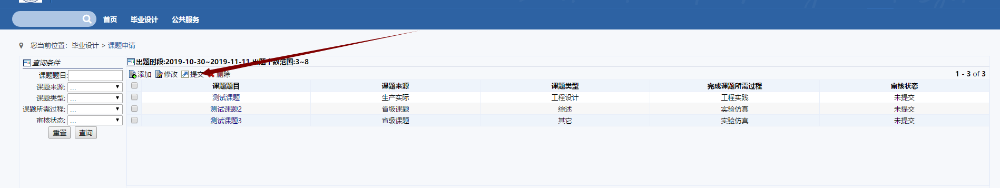 首页 毕业设计 公共服务
您当前位置：毕业设计 > 课题申请
查询条件
课题题目:
课题来源: ...
课题类型: ...
课题所需过程: ...
审核状态: ...
重置 查询
出题时段:2019-10-30~2019-11-11 出题个数范围:3~8
添加 修改 提交 删除 1 - 3 of 3
课题题目 课题来源 课题类型 完成课题所需过程 审核状态
测试课题 生产实际 工程设计 工程实践 未提交
测试课题2 省级课题 综述 实验仿真 未提交
测试课题3 省级课题 其它 实验仿真 未提交